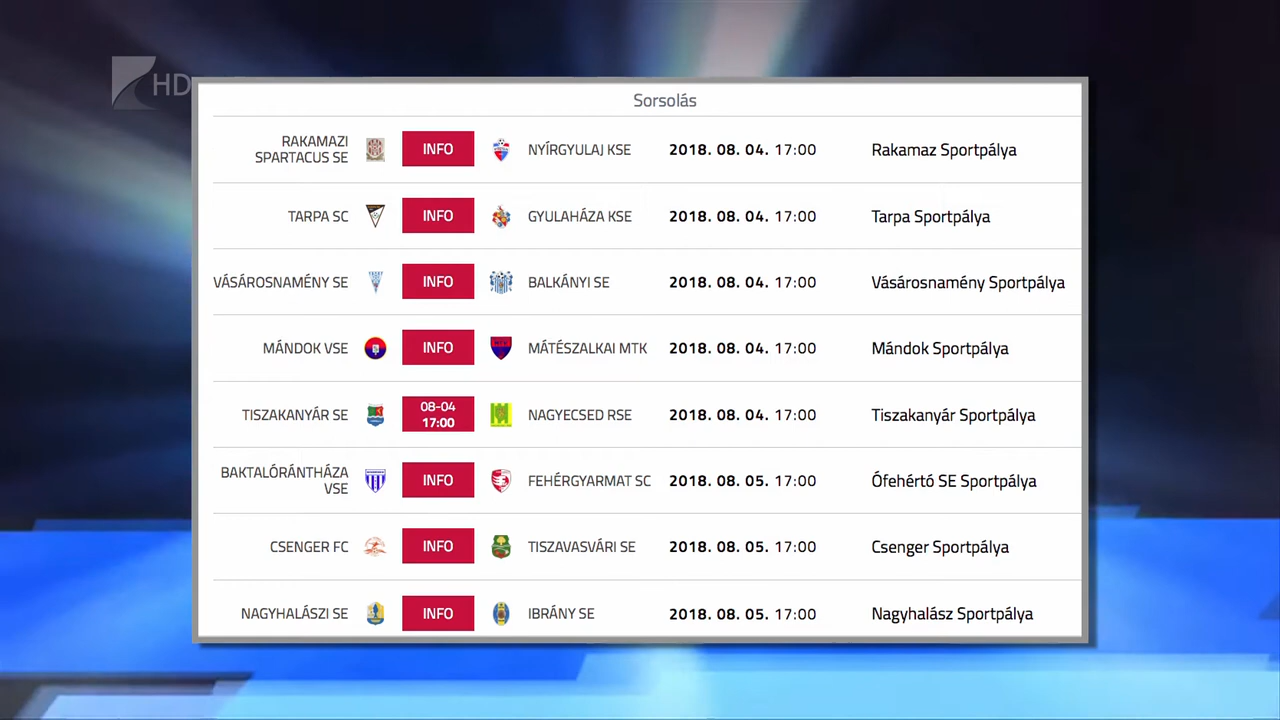 HD
Sorsolás
RAKAMAZI
SPARTACUS SE
INFO
NYÍRGYULAJ KSE
2018. 08. 04. 17:00
Rakamaz Sportpálya
TARPA SC
INFO
GYULAHÁZA KSE
2018. 08. 04. 17:00
Tarpa Sportpálya
VÁSÁROSNAMÉNY SE
INFO
BALKÁNYI SE
2018. 08. 04. 17:00
Vásárosnamény Sportpálya
MÁNDOK VSE
INFO
MÁTÉSZALKAI MTK
2018. 08. 04. 17:00
Mándok Sportpálya
TISZAKANYÁR SE
08-04
17:00
NAGYECSED RSE
2018. 08. 04. 17:00
Tiszakanyár Sportpálya
BAKTALÓRÁNTHÁZA
VSE
INFO
FEHÉRGYARMAT SC
2018. 08. 05. 17:00
Ófehértó SE Sportpálya
CSENGER FC
INFO
TISZAVASVÁRI SE
2018. 08. 05. 17:00
Csenger Sportpálya
NAGYHALÁSZI SE
INFO
IBRÁNY SE
2018. 08. 05. 17:00
Nagyhalász Sportpálya